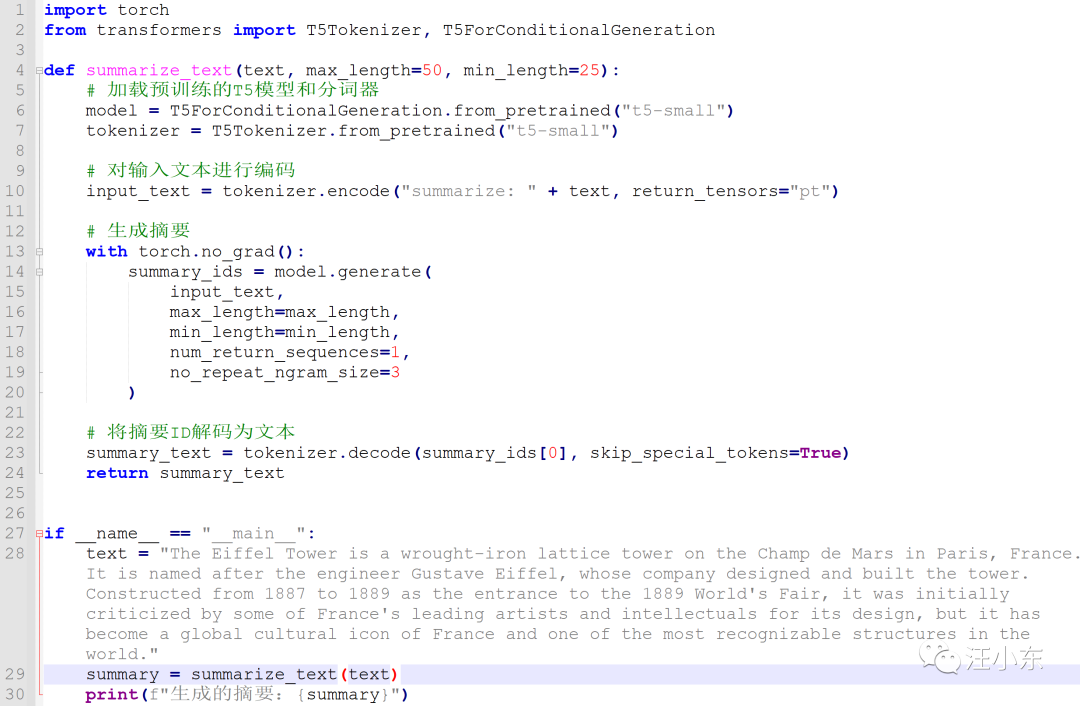 1 import torch
2 from transformers import T5Tokenizer, T5ForConditionalGeneration
3
4 def summarize_text(text, max_length=50, min_length=25):
5     # 加载预训练的T5模型和分词器
6     model = T5ForConditionalGeneration.from_pretrained("t5-small")
7     tokenizer = T5Tokenizer.from_pretrained("t5-small")
8
9     # 对输入文本进行编码
10     input_text = tokenizer.encode("summarize: " + text, return_tensors="pt")
11
12     # 生成摘要
13     with torch.no_grad():
14         summary_ids = model.generate(
15             input_text,
16             max_length=max_length,
17             min_length=min_length,
18             num_return_sequences=1,
19             no_repeat_ngram_size=3
20         )
21
22     # 将摘要ID解码为文本
23     summary_text = tokenizer.decode(summary_ids[0], skip_special_tokens=True)
24     return summary_text
25
26
27 if __name__ == "__main__":
28     text = "The Eiffel Tower is a wrought-iron lattice tower on the Champ de Mars in Paris, France.
It is named after the engineer Gustave Eiffel, whose company designed and built the tower.
Constructed from 1887 to 1889 as the entrance to the 1889 World's Fair, it was initially
criticized by some of France's leading artists and intellectuals for its design, but it has
become a global cultural icon of France and one of the most recognizable structures in the
world."
汪小东
29     summary = summarize_text(text)
30     print(f"生成的摘要: {summary}")